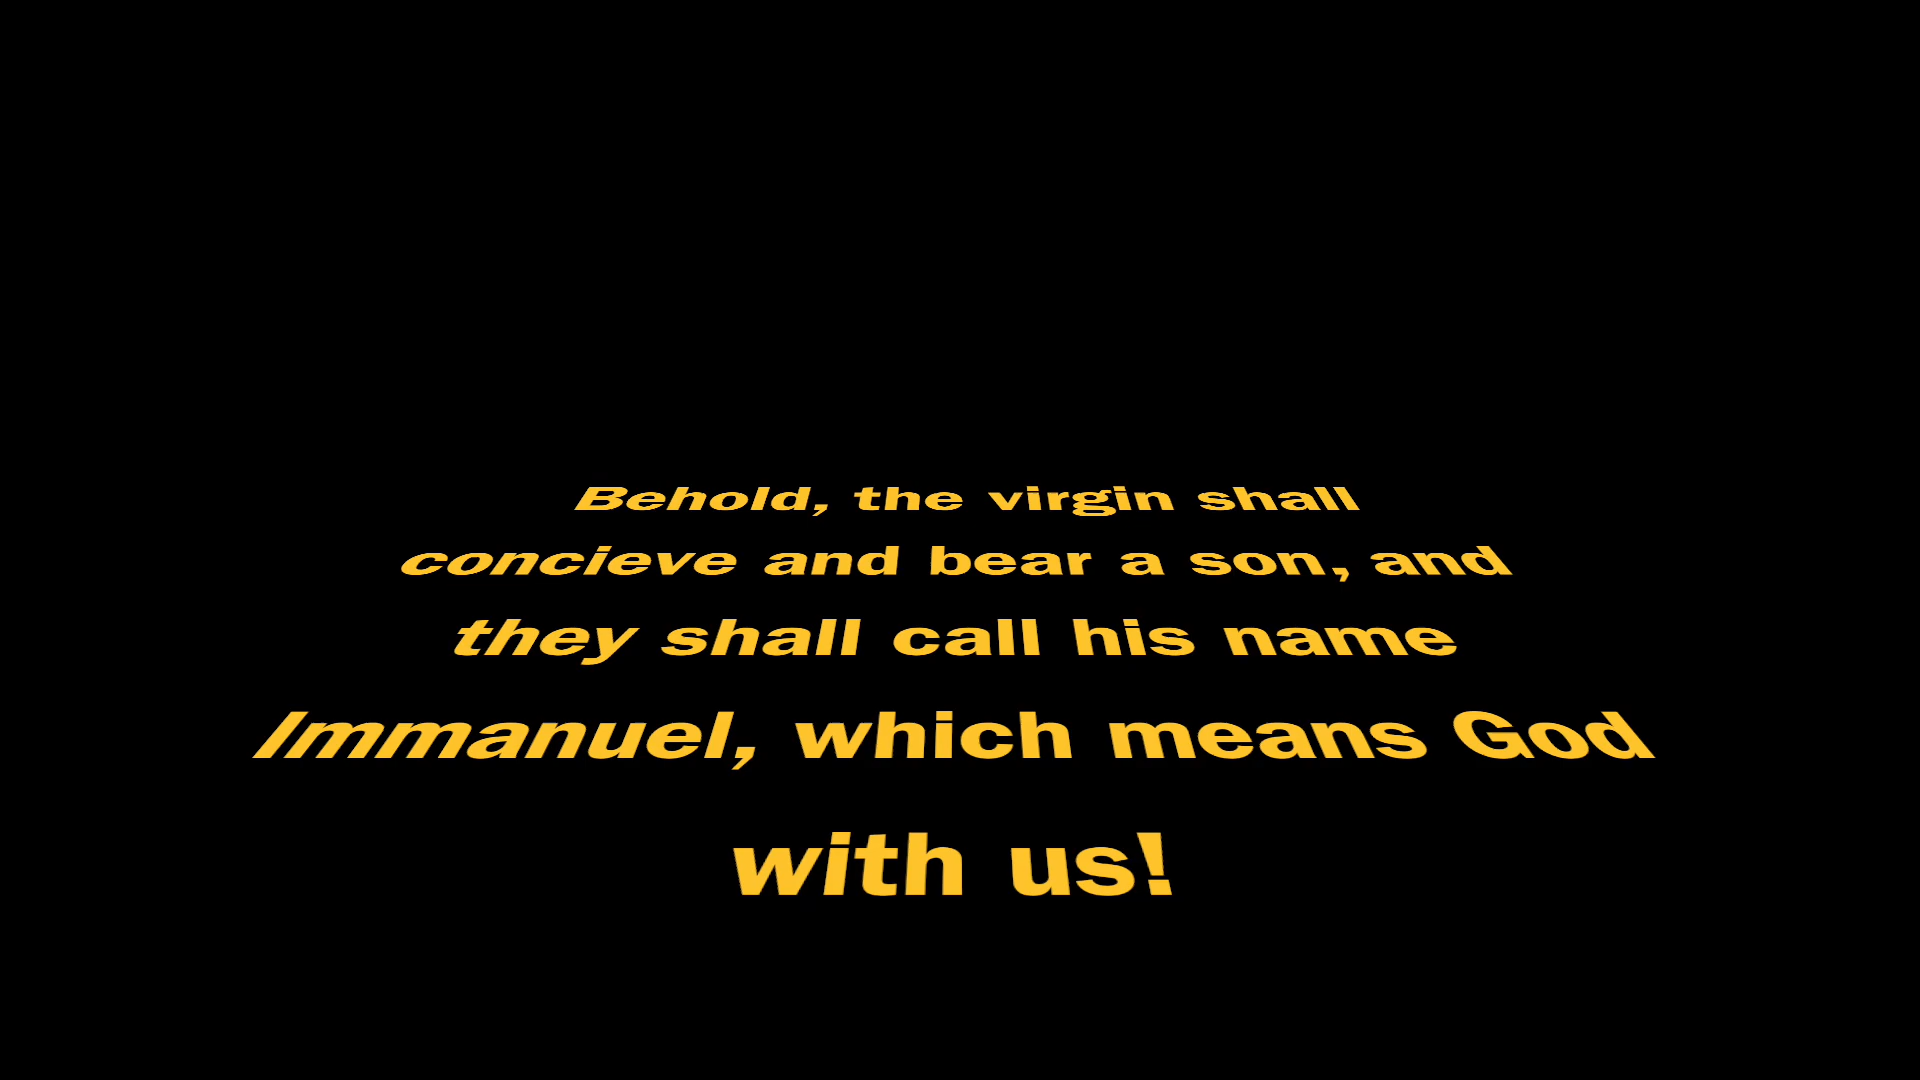 Behold, the virgin shall
concieve and bear a son, and
they shall call his name
Immanuel, which means God
with us!